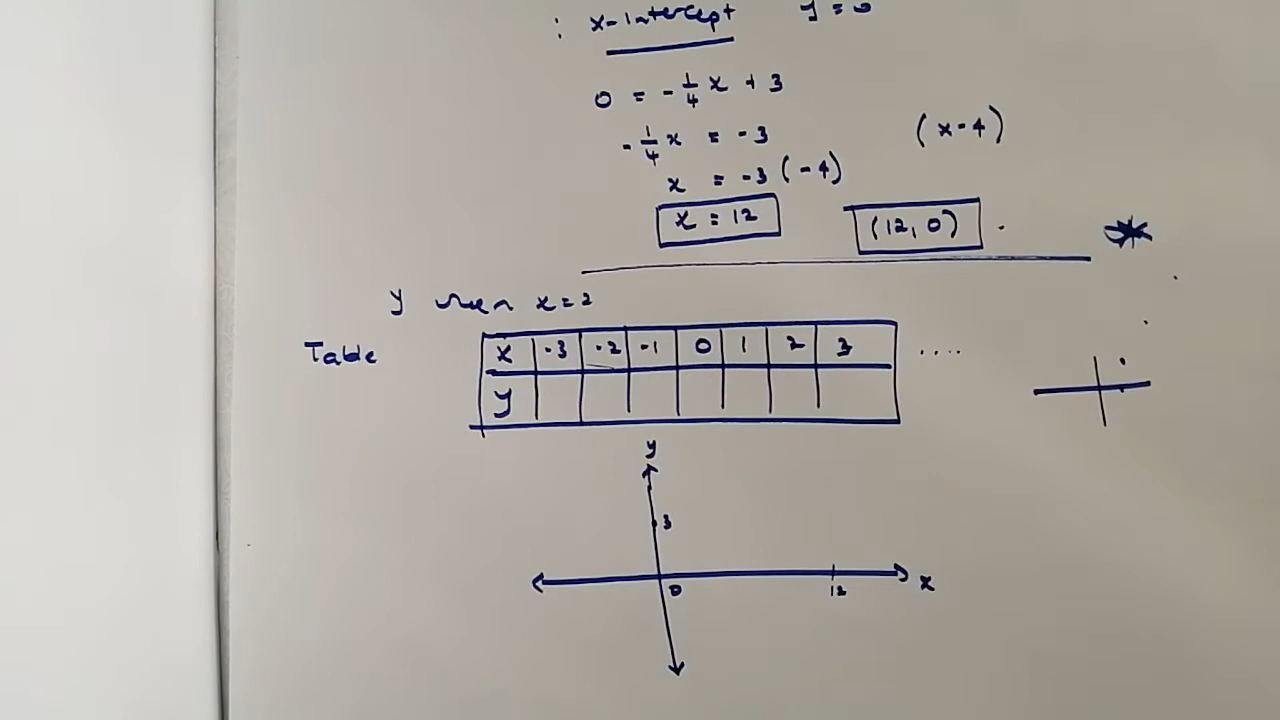 : x-intercept y = 0
0 = -1/4 x + 3
-1/4 x = -3
(x-4)
x = -3 (-4)
x = 12 (12, 0) .
y when x = 2
Table
x -3 -2 -1 0 1 2 3 ....
y
y
3
0 12 x